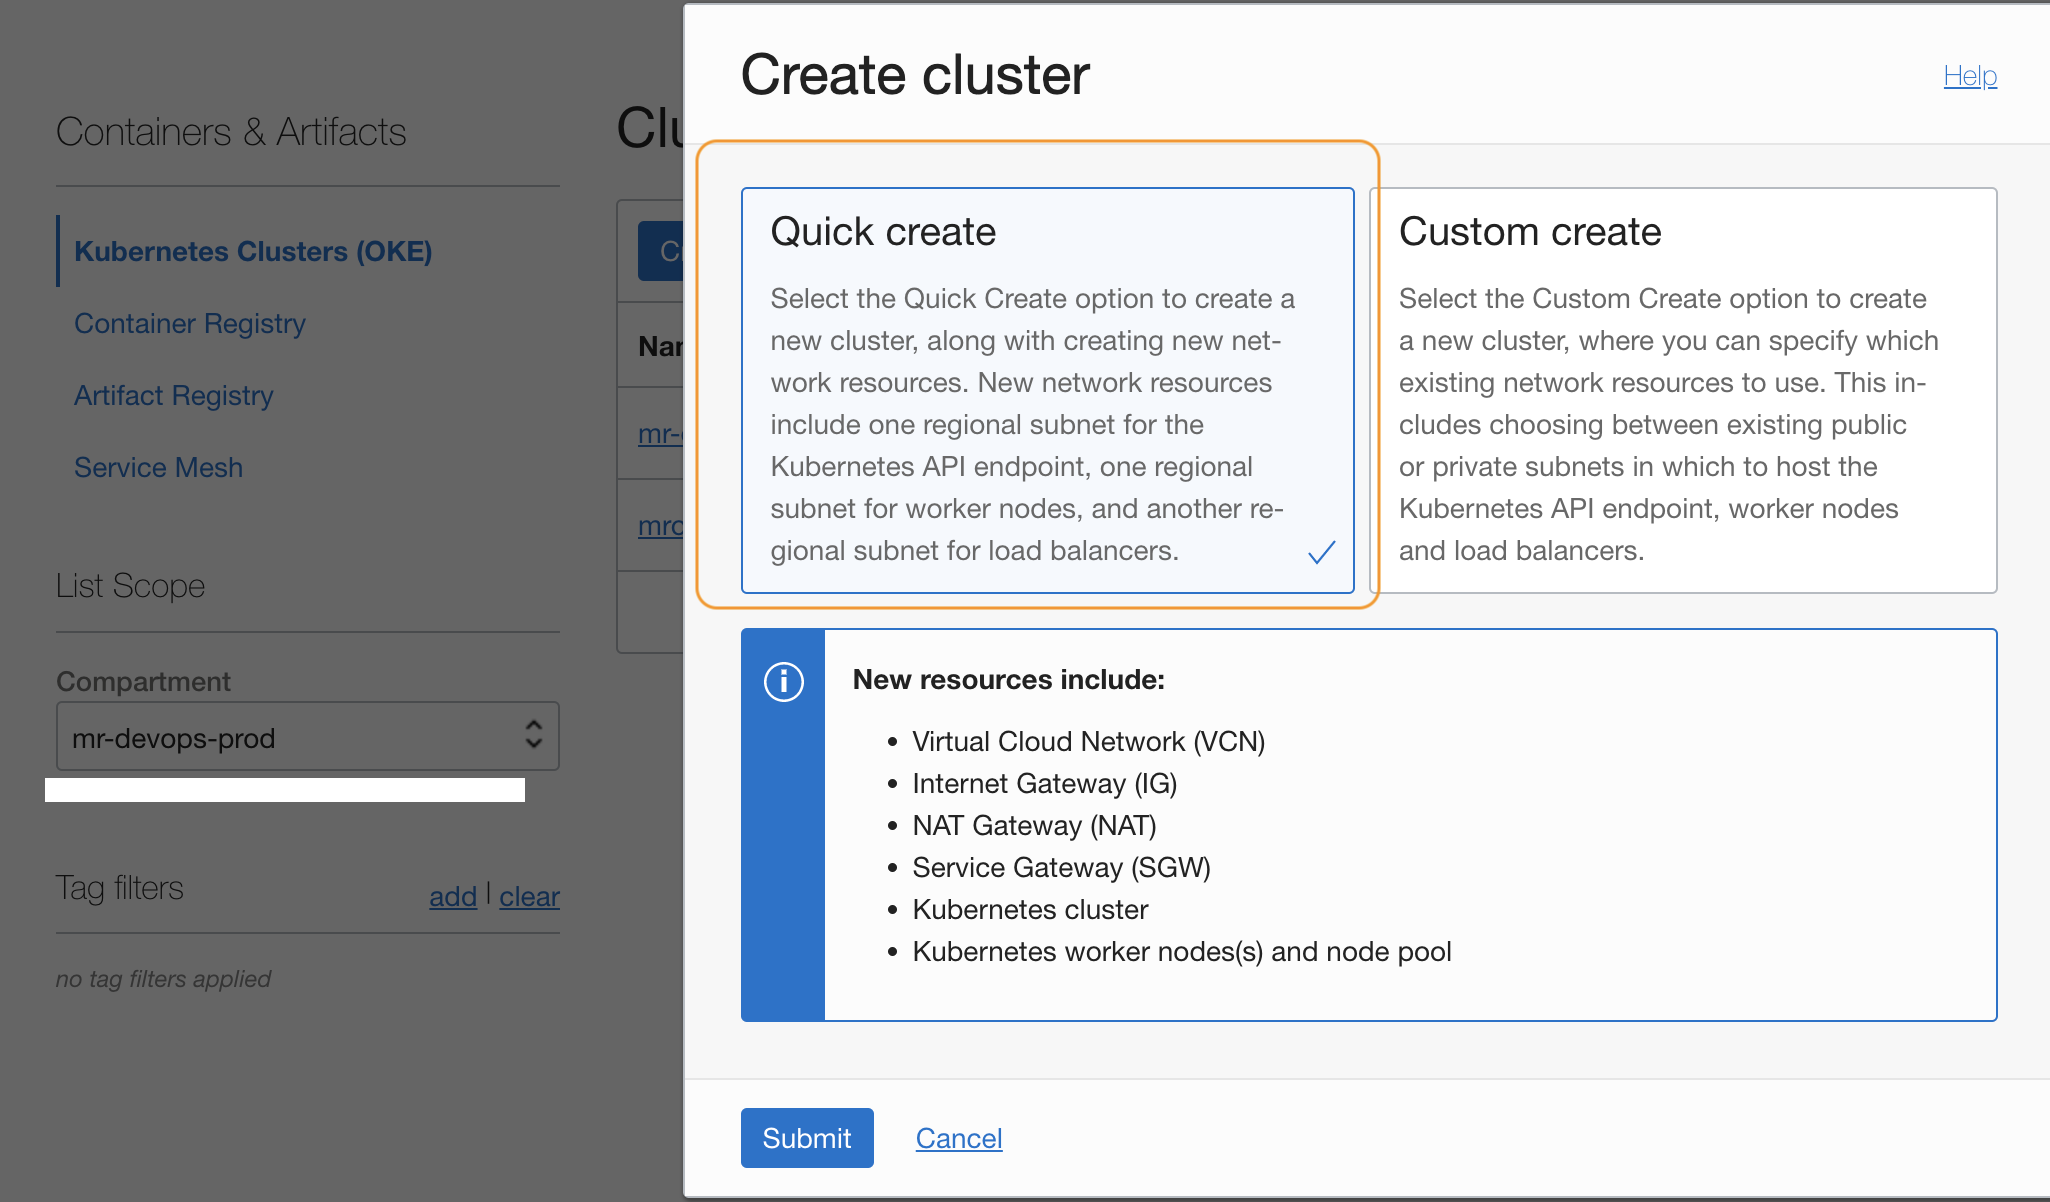 Containers & Artifacts
Kubernetes Clusters (OKE)
Container Registry
Artifact Registry
Service Mesh
List Scope
Compartment
mr-devops-prod
Tag filters
add | clear
no tag filters applied
Create cluster
Help
Quick create
Select the Quick Create option to create a
new cluster, along with creating new net-
work resources. New network resources
include one regional subnet for the
Kubernetes API endpoint, one regional
subnet for worker nodes, and another re-
gional subnet for load balancers.
Custom create
Select the Custom Create option to create
a new cluster, where you can specify which
existing network resources to use. This in-
cludes choosing between existing public
or private subnets in which to host the
Kubernetes API endpoint, worker nodes
and load balancers.
New resources include:
• Virtual Cloud Network (VCN)
• Internet Gateway (IG)
• NAT Gateway (NAT)
• Service Gateway (SGW)
• Kubernetes cluster
• Kubernetes worker nodes(s) and node pool
Submit
Cancel